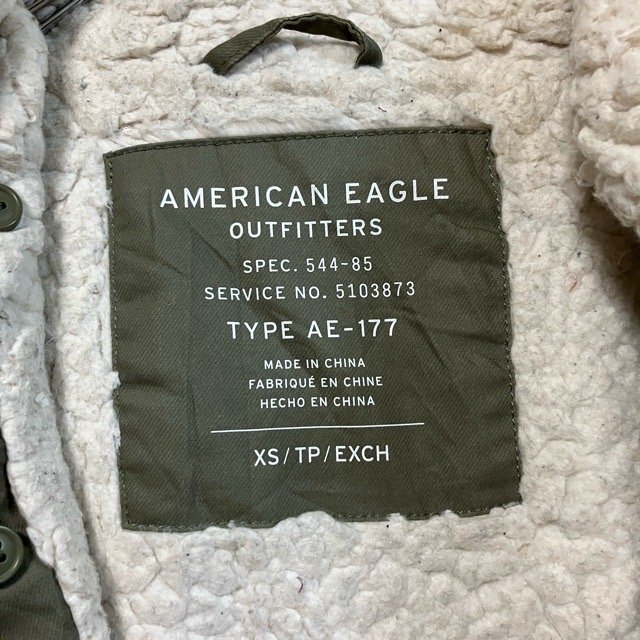 AMERICAN EAGLE
OUTFITTERS
SPEC. 544-85
SERVICE NO. 5103873
TYPE AE-177
MADE IN CHINA
FABRIQUÉ EN CHINE
HECHO EN CHINA
XS/TP/EXCH